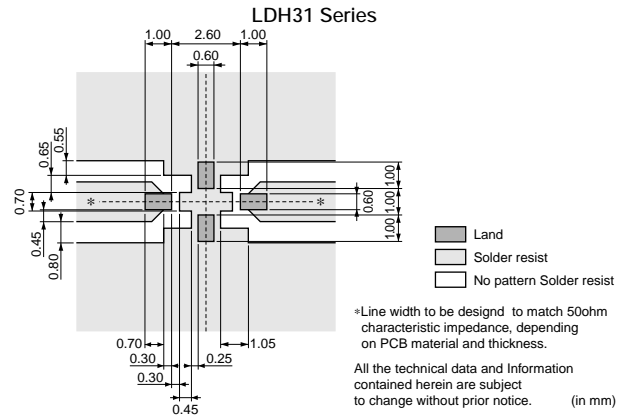 LDH31 Series
1.00 2.60 1.00
0.60
0.55
0.65
0.70
0.45
0.80
*
*
1.00
1.00
1.00
0.60
0.70
0.30
0.30
0.45
0.25
1.05
Land
Solder resist
No pattern Solder resist
*Line width to be designd to match 50ohm
characteristic impedance, depending
on PCB material and thickness.
All the technical data and Information
contained herein are subject
to change without prior notice. (in mm)